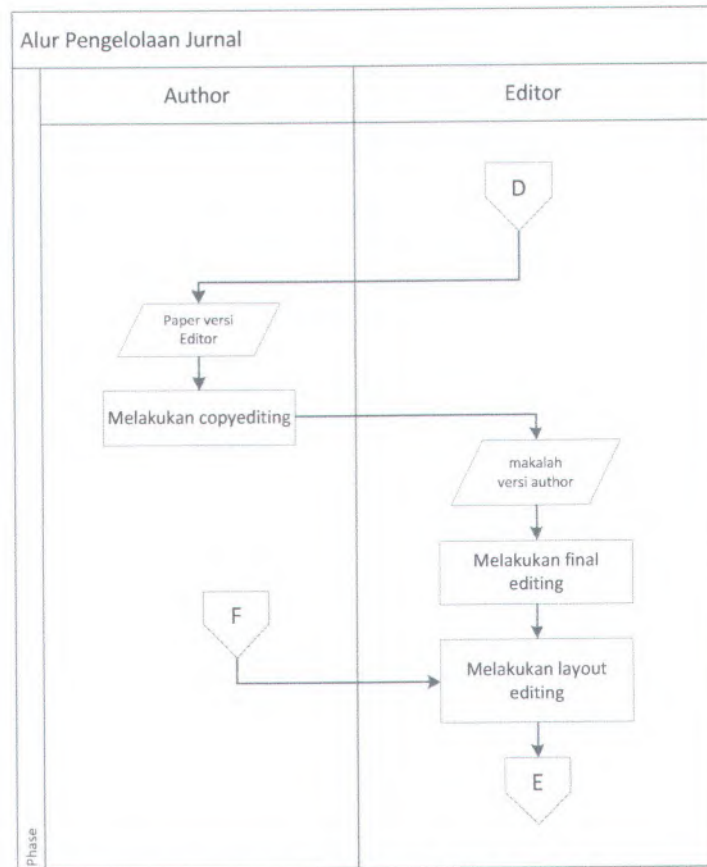 Alur Pengelolaan Jurnal
Author
Editor
D
Paper versi
Editor
Melakukan copyediting
makalah
versi author
Melakukan final
editing
F
Melakukan layout
editing
E
Phase